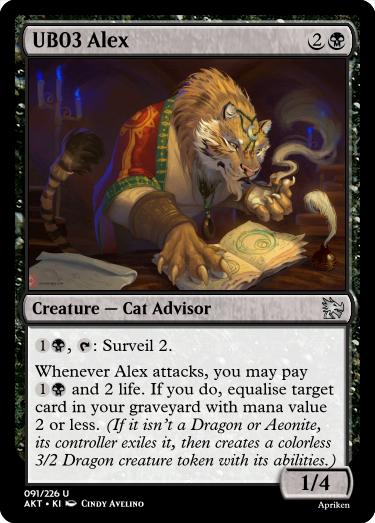 UB03 Alex 2
Creature — Cat Advisor
1, : Surveil 2.
Whenever Alex attacks, you may pay
1 and 2 life. If you do, equalise target
card in your graveyard with mana value
2 or less. (If it isn't a Dragon or Aeonite,
its controller exiles it, then creates a colorless
3/2 Dragon creature token with its abilities.)
1/4
091/226 U
AKT • KI Cindy Avelino
Apriken